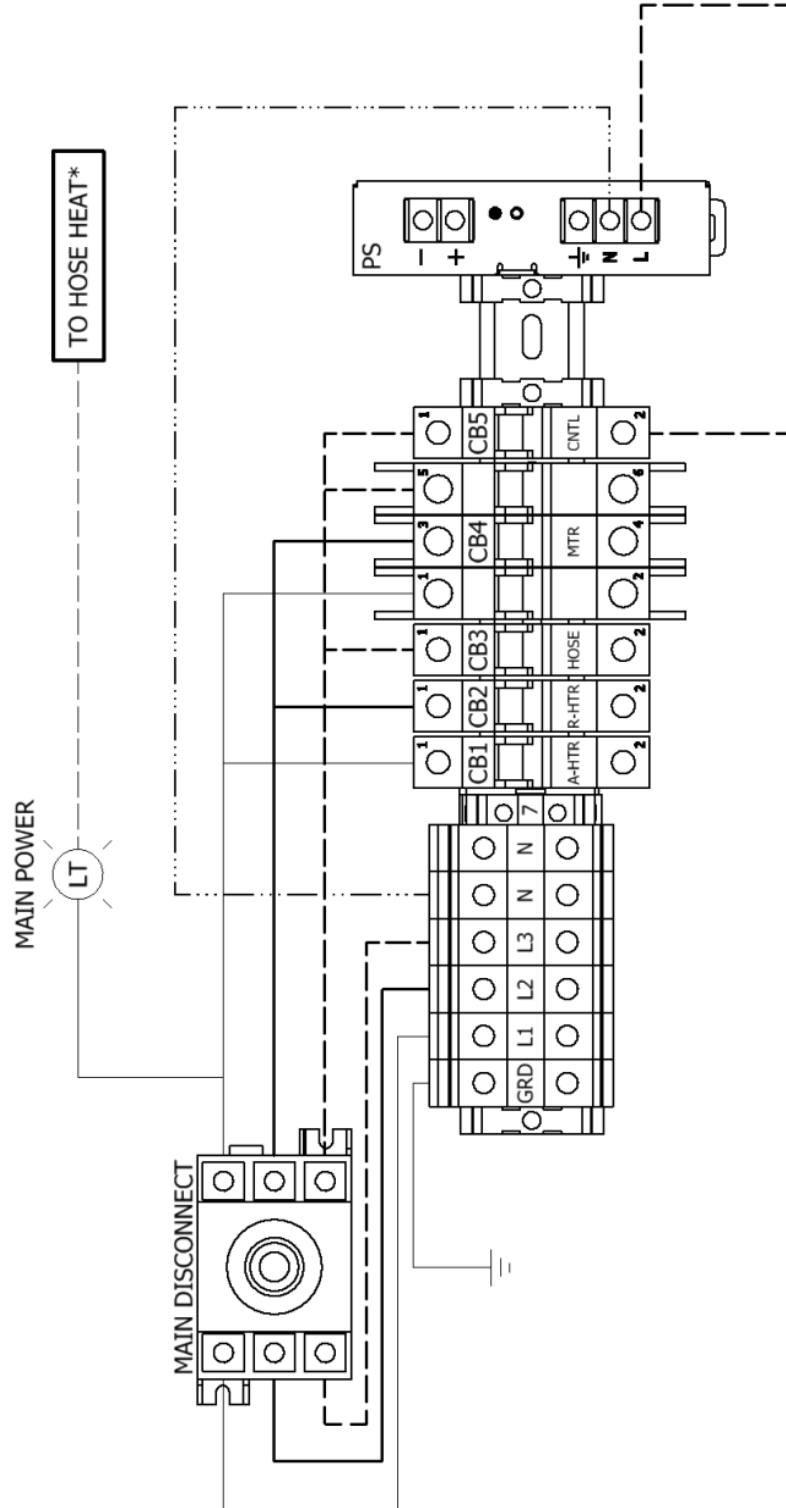 TO HOSE HEAT*
MAIN POWER
LT
PS
−
+
N
L
1
CB5
CNTL
2
5
6
3
CB4
MTR
4
1
2
1
CB3
HOSE
2
1
CB2
R-HTR
2
1
CB1
A-HTR
2
7
N
N
L3
L2
L1
GRD
MAIN DISCONNECT